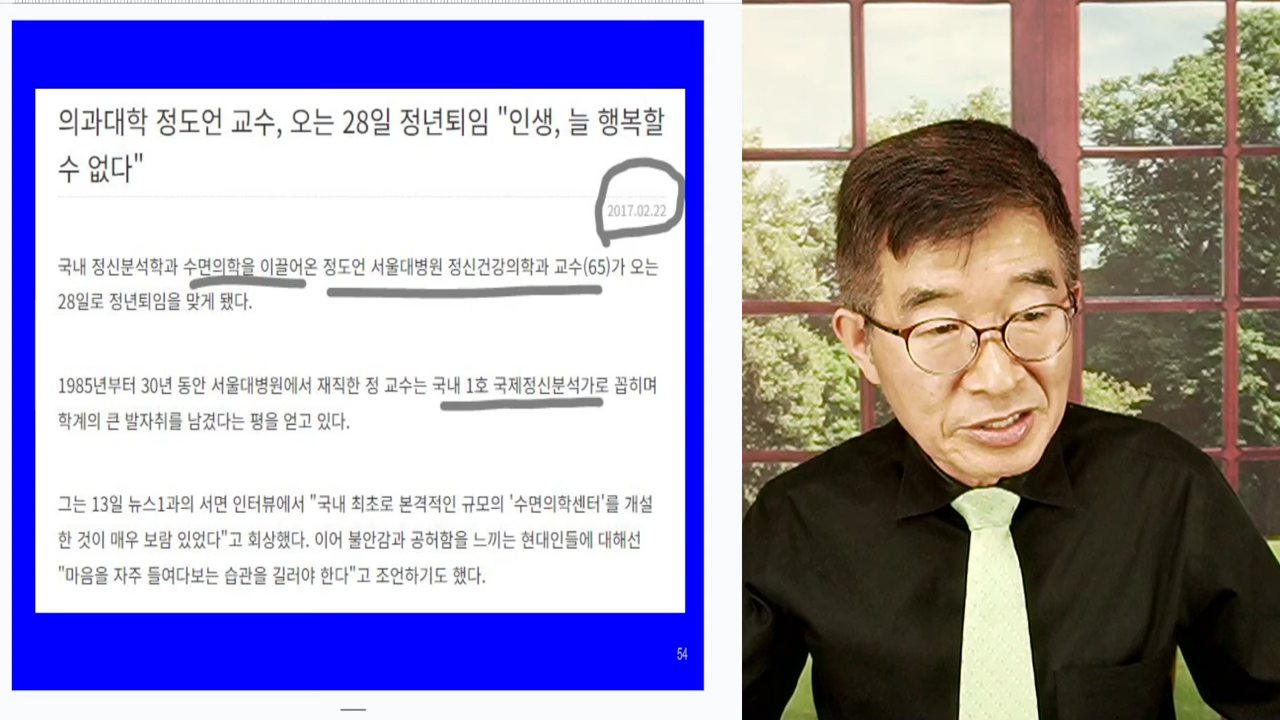 의과대학 정도언 교수, 오는 28일 정년퇴임 "인생, 늘 행복할
수 없다"
2017.02.22
국내 정신분석학과 수면의학을 이끌어온 정도언 서울대병원 정신건강의학과 교수(65)가 오는
28일로 정년퇴임을 맞게 됐다.
1985년부터 30년 동안 서울대병원에서 재직한 정 교수는 국내 1호 국제정신분석가로 꼽히며
학계의 큰 발자취를 남겼다는 평을 얻고 있다.
그는 13일 뉴스1과의 서면 인터뷰에서 "국내 최초로 본격적인 규모의 '수면의학센터'를 개설
한 것이 매우 보람 있었다"고 회상했다. 이어 불안감과 공허함을 느끼는 현대인들에 대해선
"마음을 자주 들여다보는 습관을 길러야 한다"고 조언하기도 했다.
54